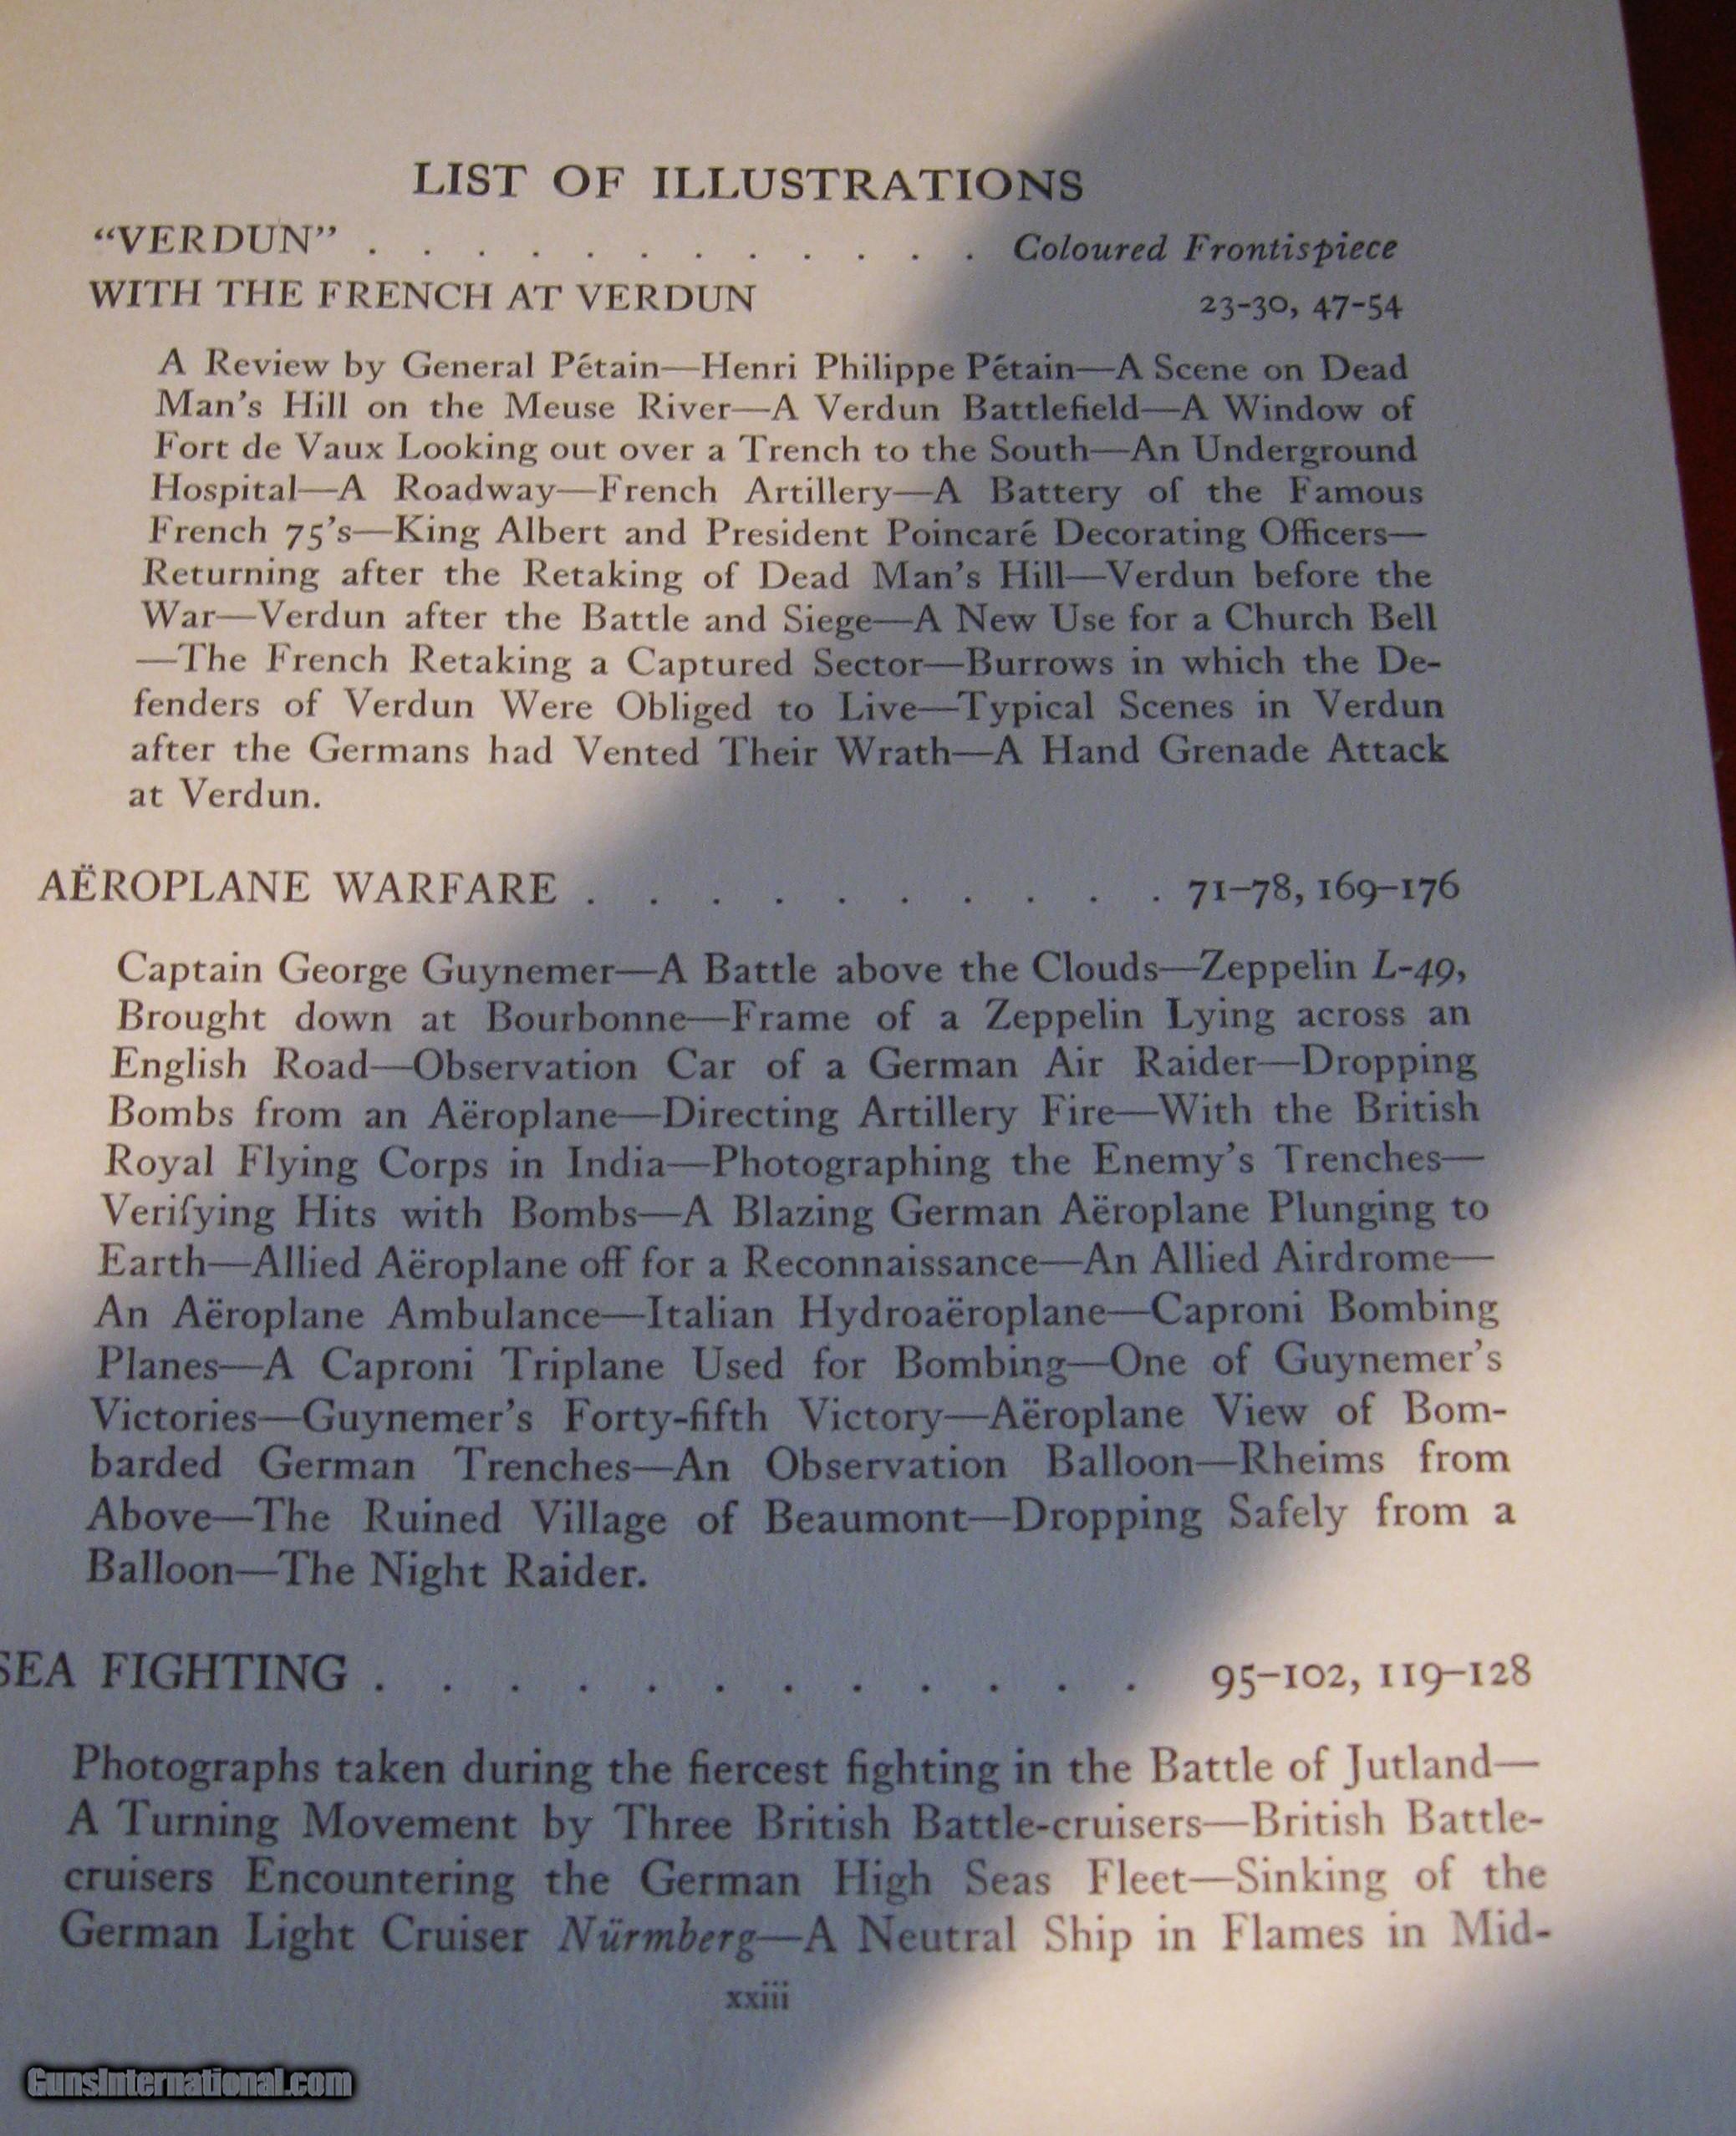 LIST OF ILLUSTRATIONS
“VERDUN” . . . . . . . . . . . . Coloured Frontispiece
WITH THE FRENCH AT VERDUN 23-30, 47-54
A Review by General Pétain—Henri Philippe Pétain—A Scene on Dead
Man’s Hill on the Meuse River—A Verdun Battlefield—A Window of
Fort de Vaux Looking out over a Trench to the South—An Underground
Hospital—A Roadway—French Artillery—A Battery of the Famous
French 75’s—King Albert and President Poincaré Decorating Officers—
Returning after the Retaking of Dead Man’s Hill—Verdun before the
War—Verdun after the Battle and Siege—A New Use for a Church Bell
—The French Retaking a Captured Sector—Burrows in which the De-
fenders of Verdun Were Obliged to Live—Typical Scenes in Verdun
after the Germans had Vented Their Wrath—A Hand Grenade Attack
at Verdun.
AËROPLANE WARFARE . . . . . . . . . . 71–78, 169–176
Captain George Guynemer—A Battle above the Clouds—Zeppelin L-49,
Brought down at Bourbonne—Frame of a Zeppelin Lying across an
English Road—Observation Car of a German Air Raider—Dropping
Bombs from an Aëroplane—Directing Artillery Fire—With the British
Royal Flying Corps in India—Photographing the Enemy’s Trenches—
Verifying Hits with Bombs—A Blazing German Aëroplane Plunging to
Earth—Allied Aëroplane off for a Reconnaissance—An Allied Airdrome—
An Aëroplane Ambulance—Italian Hydroaëroplane—Caproni Bombing
Planes—A Caproni Triplane Used for Bombing—One of Guynemer’s
Victories—Guynemer’s Forty-fifth Victory—Aëroplane View of Bom-
barded German Trenches—An Observation Balloon—Rheims from
Above—The Ruined Village of Beaumont—Dropping Safely from a
Balloon—The Night Raider.
SEA FIGHTING . . . . . . . . . . . . 95–102, 119–128
Photographs taken during the fiercest fighting in the Battle of Jutland—
A Turning Movement by Three British Battle-cruisers—British Battle-
cruisers Encountering the German High Seas Fleet—Sinking of the
German Light Cruiser Nürmberg—A Neutral Ship in Flames in Mid-
xxiii
GunsInternational.com